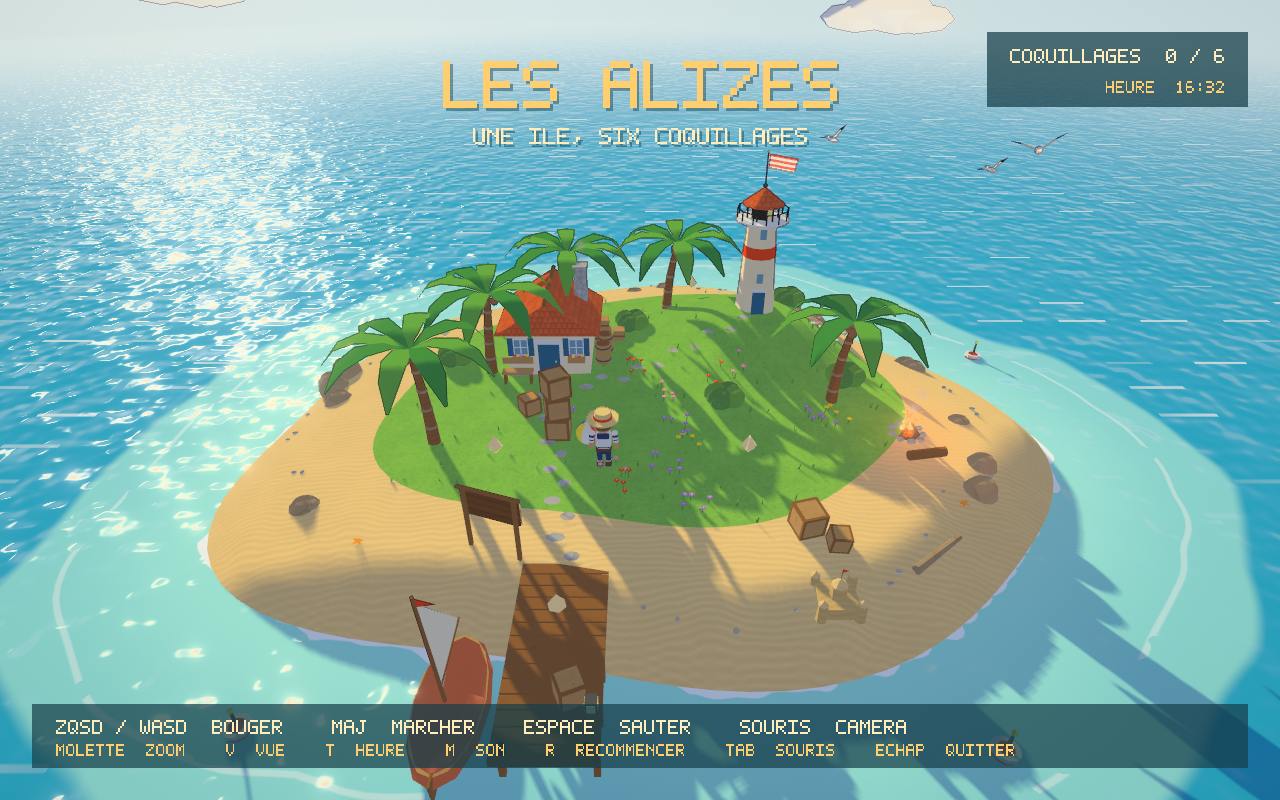 LES ALIZES
UNE ILE, SIX COQUILLAGES
COQUILLAGES 0 / 6
HEURE 16:32
ZQSD / WASD BOUGER MAJ MARCHER ESPACE SAUTER SOURIS CAMERA
MOLETTE ZOOM V VUE T HEURE M SON R RECOMMENCER TAB SOURIS ECHAP QUITTER